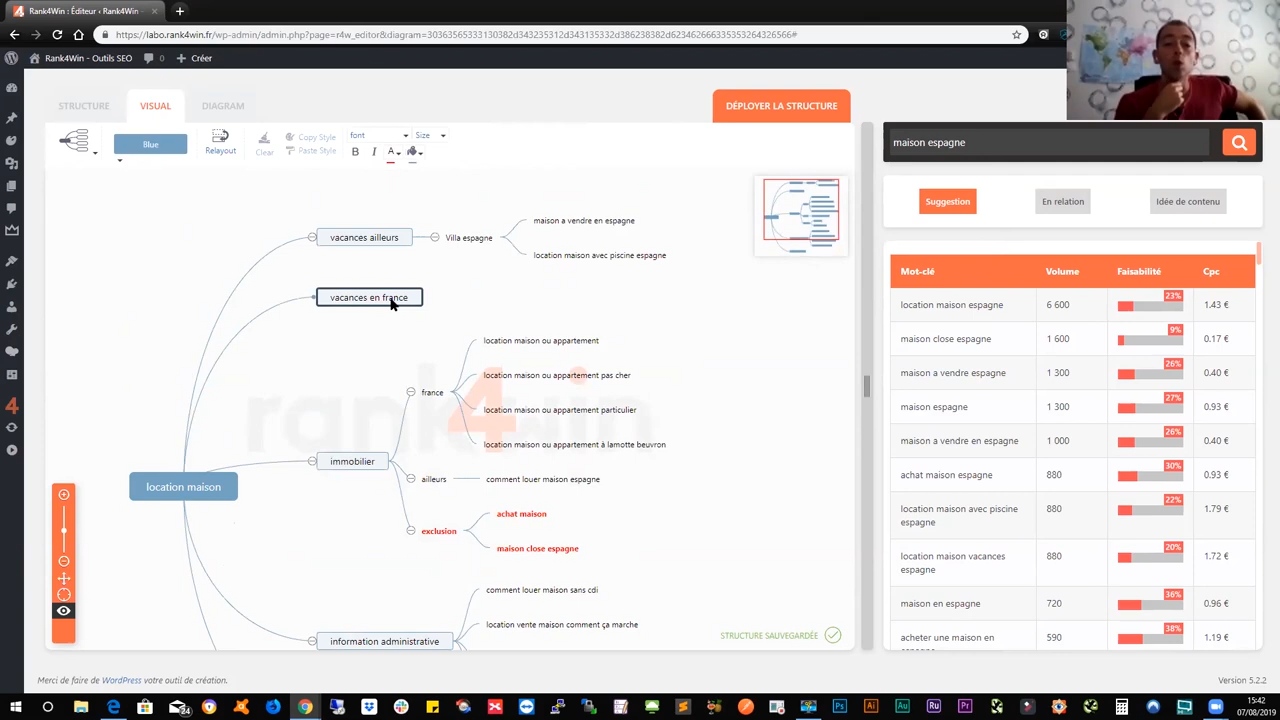 Rank4Win : Éditeur ‹ Rank4Win - O
https://labo.rank4win.fr/wp-admin/admin.php?page=r4w_editor&diagram=30363565333130382d343235312d343135332d386238382d623462666335353264326566#
Rank4Win - Outils SEO
0
Créer
STRUCTURE
VISUAL
DIAGRAM
DÉPLOYER LA STRUCTURE
Blue
Relayout
Clear
Copy Style
Paste Style
font
Size
B
I
A
maison espagne
Suggestion
En relation
Idée de contenu
vacances ailleurs
Villa espagne
maison a vendre en espagne
location maison avec piscine espagne
vacances en france
location maison
immobilier
france
location maison ou appartement
location maison ou appartement pas cher
location maison ou appartement particulier
location maison ou appartement à lamotte beuvron
ailleurs
comment louer maison espagne
exclusion
achat maison
maison close espagne
information administrative
comment louer maison sans cdi
location vente maison comment ça marche
rank4win
STRUCTURE SAUVEGARDÉE
Mot-clé Volume Faisabilité Cpc
location maison espagne 6 600 23% 1.43 €
maison close espagne 1 600 9% 0.17 €
maison a vendre espagne 1 300 26% 0.40 €
maison espagne 1 300 27% 0.93 €
maison a vendre en espagne 1 000 26% 0.40 €
achat maison espagne 880 30% 0.93 €
location maison avec piscine
espagne 880 22% 1.79 €
location maison vacances
espagne 880 20% 1.72 €
maison en espagne 720 36% 0.96 €
acheter une maison en 590 38% 1.19 €
Merci de faire de WordPress votre outil de création.
Version 5.2.2
24
Ps
Ai
Au
Ru
Pr
15:42
07/08/2019